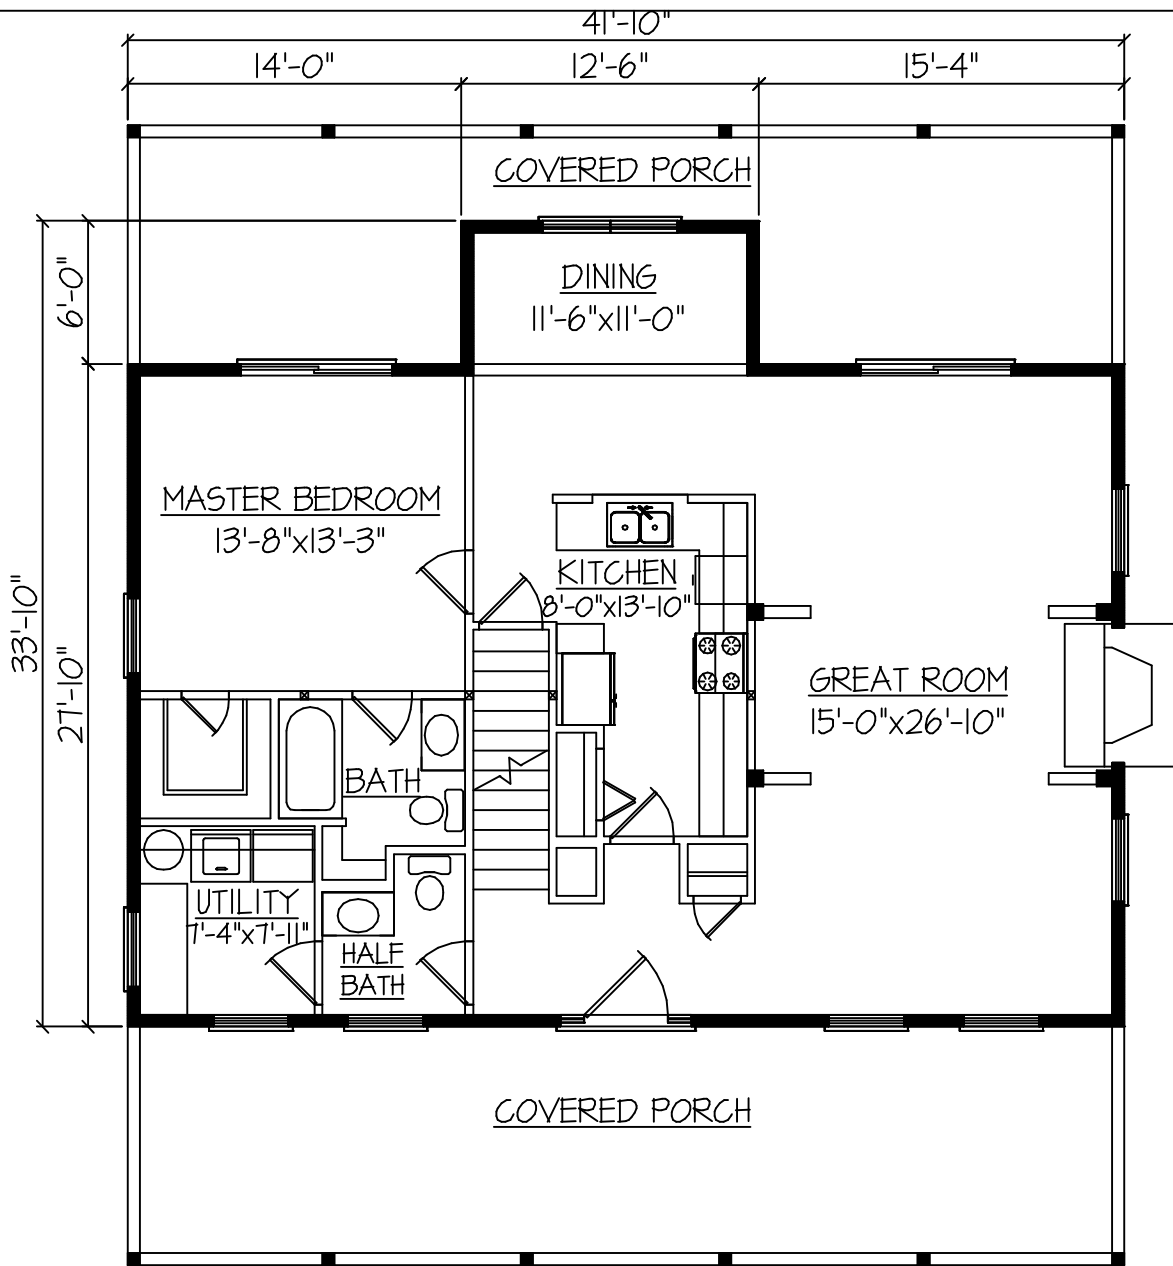 41'-10"
14'-0"
12'-6"
15'-4"
COVERED PORCH
6'-0"
DINING
11'-6"x11'-0"
MASTER BEDROOM
13'-8"x13'-3"
KITCHEN
8'-0"x13'-10"
33'-10"
27'-10"
GREAT ROOM
15'-0"x26'-10"
BATH
UTILITY
7'-4"x7'-11"
HALF
BATH
COVERED PORCH